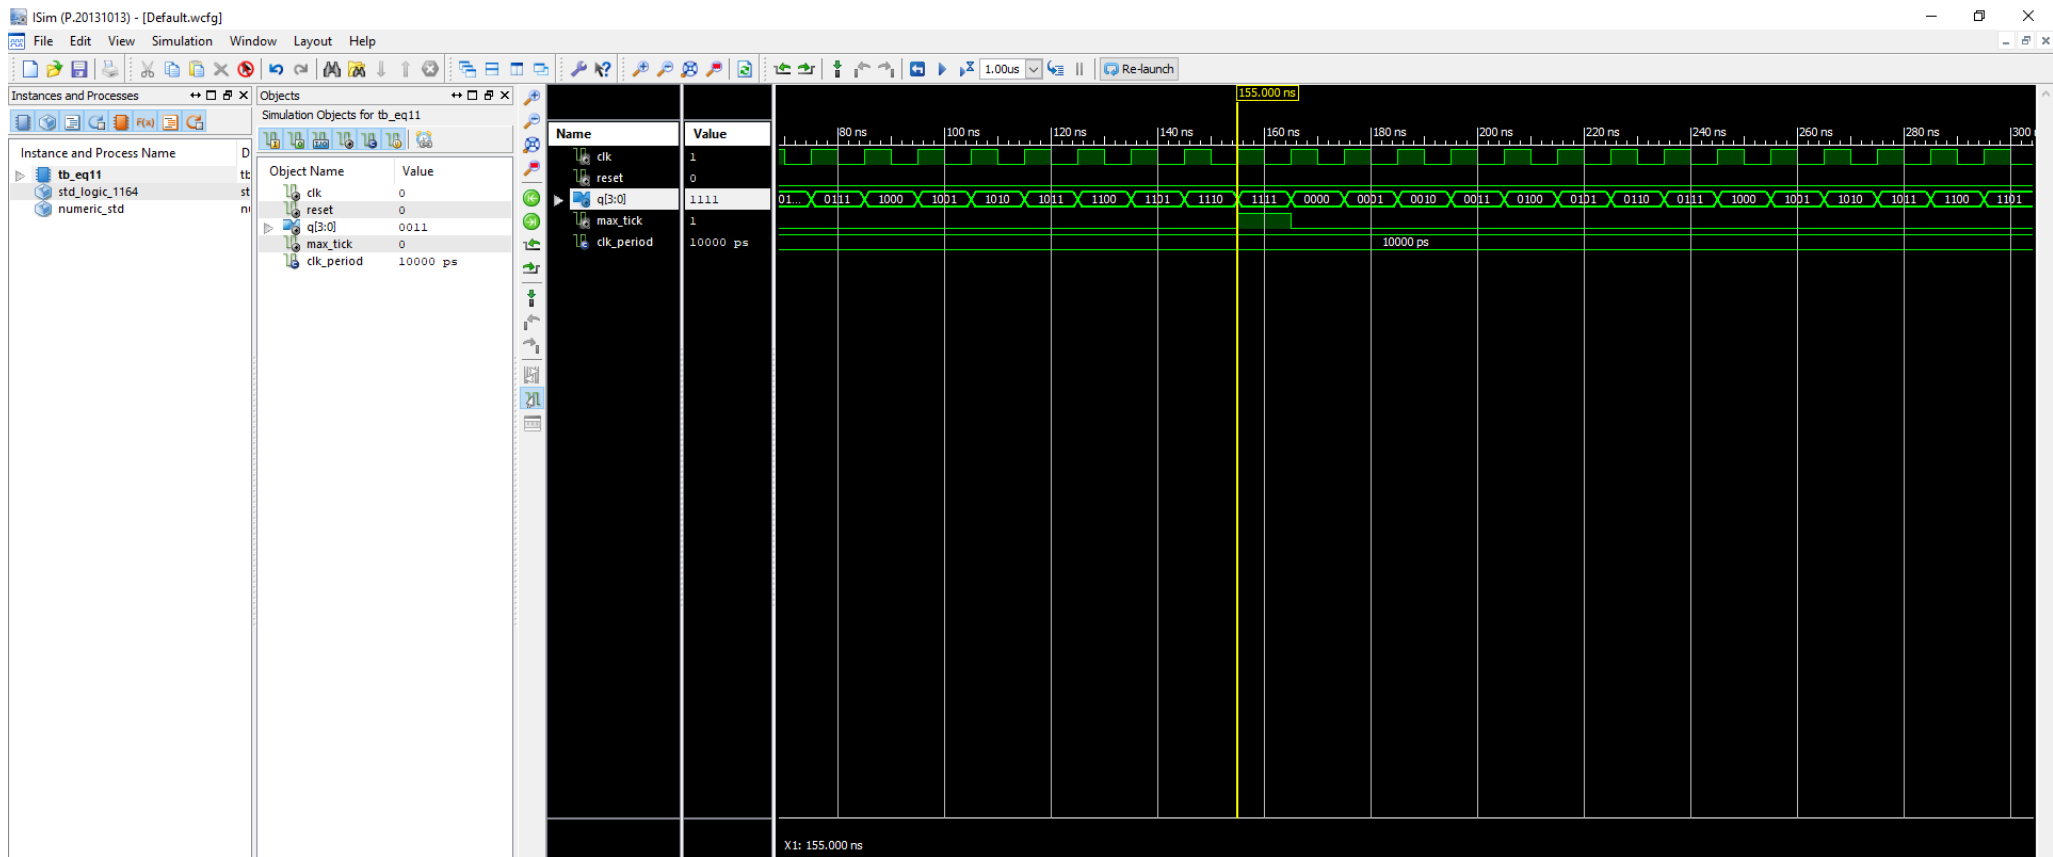 ISim (P.20131013) - [Default.wcfg]
File Edit View Simulation Window Layout Help
1.00us Re-launch
Instances and Processes
F(x)
Instance and Process Name D
tb_eq11 tb
std_logic_1164 st
numeric_std
Objects
Simulation Objects for tb_eq11
Object Name Value
clk 0
reset 0
q[3:0] 0011
max_tick 0
clk_period 10000 ps
Name Value
clk 1
reset 0
q[3:0] 1111
max_tick 1
clk_period 10000 ps
155.000 ns
80 ns 100 ns 120 ns 140 ns 160 ns 180 ns 200 ns 220 ns 240 ns 260 ns 280 ns 300
01... 0111 1000 1001 1010 1011 1100 1101 1110 1111 0000 0001 0010 0011 0100 0101 0110 0111 1000 1001 1010 1011 1100 1101
10000 ps
X1: 155.000 ns